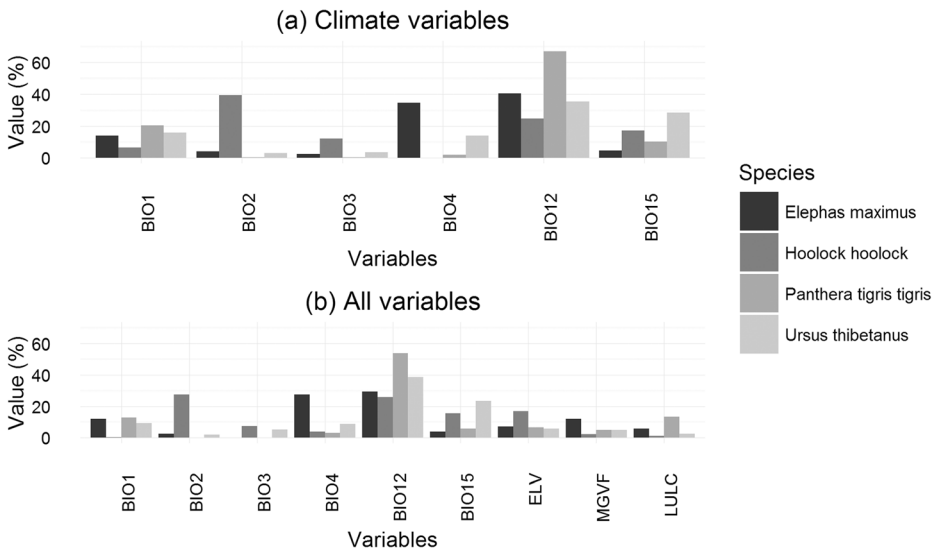 (a) Climate variables
Value (%)
60
40
20
0
BIO1
BIO2
BIO3
BIO4
BIO12
BIO15
Variables
(b) All variables
Value (%)
60
40
20
0
BIO1
BIO2
BIO3
BIO4
BIO12
BIO15
ELV
MGVF
LULC
Variables
Species
Elephas maximus
Hoolock hoolock
Panthera tigris tigris
Ursus thibetanus